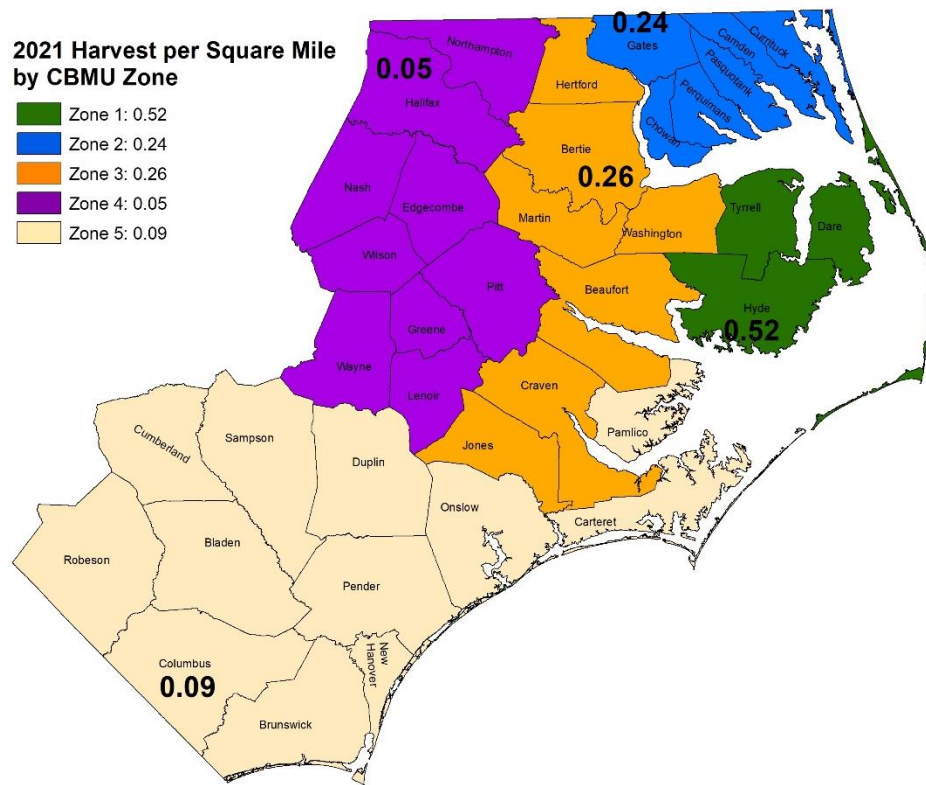 2021 Harvest per Square Mile
by CBMU Zone
Zone 1: 0.52
Zone 2: 0.24
Zone 3: 0.26
Zone 4: 0.05
Zone 5: 0.09
0.24
Northampton
0.05
Gates
Camden
Currituck
Pasquotank
Hertford
Halifax
Perquimans
Chowan
Bertie
0.26
Nash
Edgecombe
Martin
Washington
Tyrrell
Dare
Wilson
Pitt
Beaufort
Hyde
0.52
Greene
Wayne
Lenoir
Craven
Pamlico
Cumberland
Sampson
Duplin
Jones
Onslow
Carteret
Robeson
Bladen
Pender
Columbus
0.09
New
Hanover
Brunswick